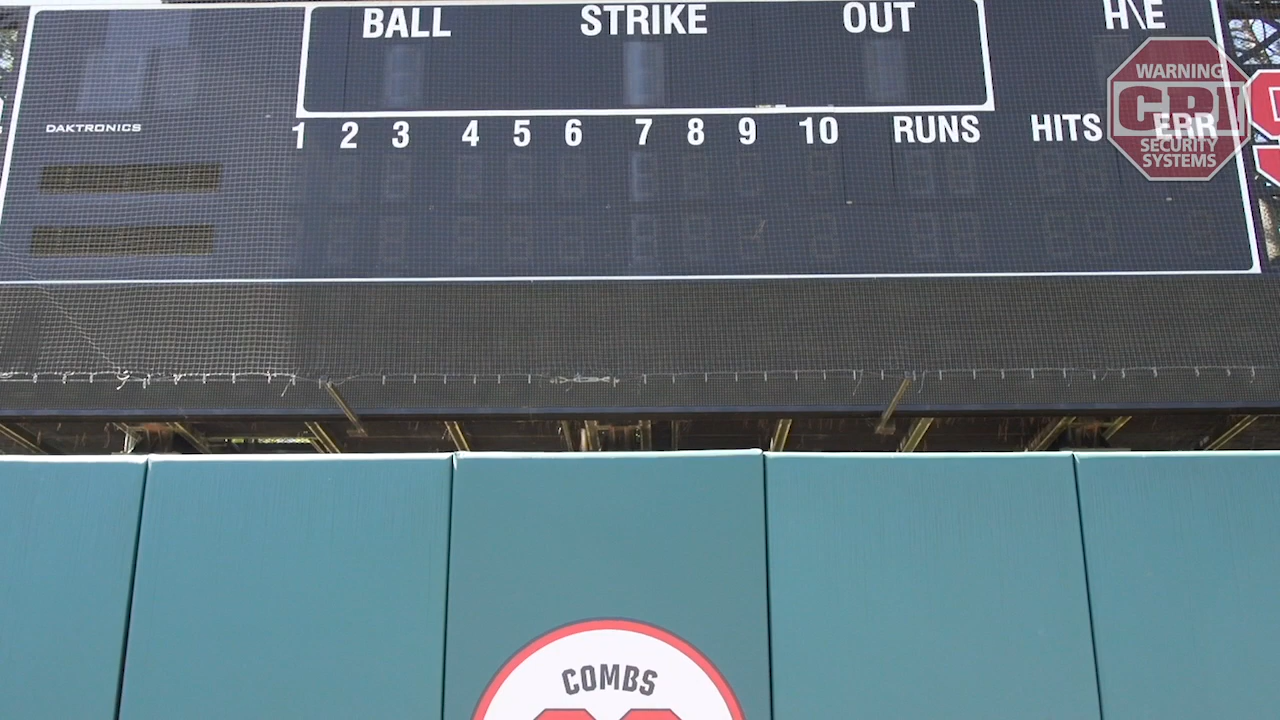 BALL STRIKE OUT H\E
WARNING
CPI
SECURITY
SYSTEMS
DAKTRONICS
1 2 3 4 5 6 7 8 9 10 RUNS HITS ERR
COMBS